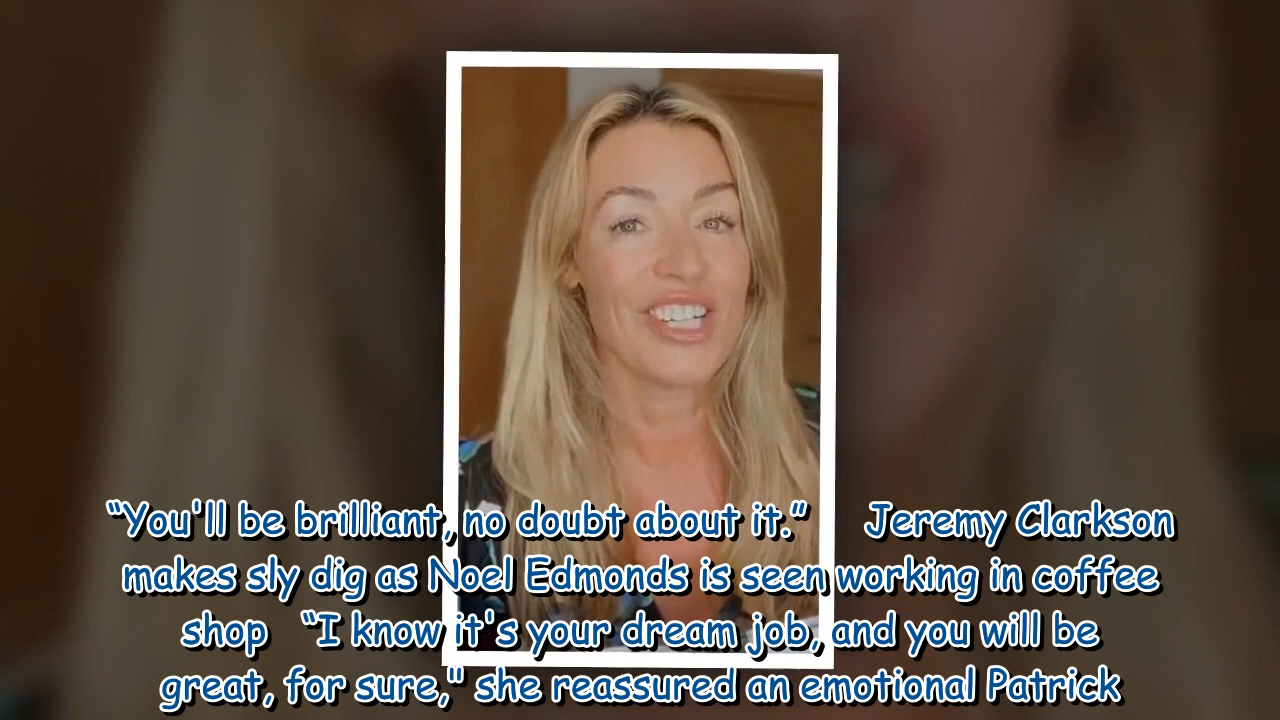 “You'll be brilliant, no doubt about it.” Jeremy Clarkson
makes sly dig as Noel Edmonds is seen working in coffee
shop “I know it's your dream job, and you will be
great, for sure," she reassured an emotional Patrick